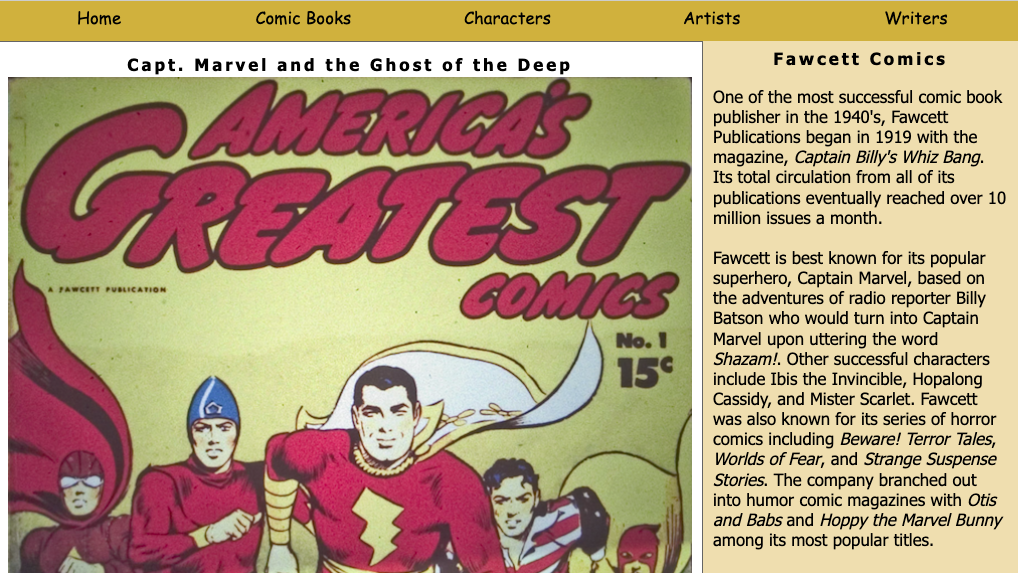 Home Comic Books Characters Artists Writers
Capt. Marvel and the Ghost of the Deep
AMERICA'S
GREATEST
COMICS
A FAWCETT PUBLICATION
No. 1
15¢
Fawcett Comics
One of the most successful comic book
publisher in the 1940's, Fawcett
Publications began in 1919 with the
magazine, Captain Billy's Whiz Bang.
Its total circulation from all of its
publications eventually reached over 10
million issues a month.
Fawcett is best known for its popular
superhero, Captain Marvel, based on
the adventures of radio reporter Billy
Batson who would turn into Captain
Marvel upon uttering the word
Shazam!. Other successful characters
include Ibis the Invincible, Hopalong
Cassidy, and Mister Scarlet. Fawcett
was also known for its series of horror
comics including Beware! Terror Tales,
Worlds of Fear, and Strange Suspense
Stories. The company branched out
into humor comic magazines with Otis
and Babs and Hoppy the Marvel Bunny
among its most popular titles.